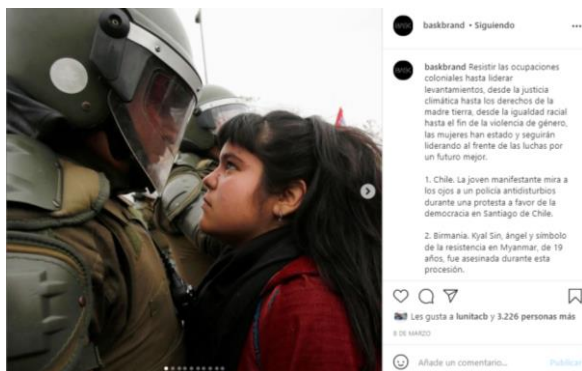 baskbrand • Siguiendo
baskbrand Resistir las ocupaciones
coloniales hasta liderar
levantamientos, desde la justicia
climática hasta los derechos de la
madre tierra, desde la igualdad racial
hasta el fin de la violencia de género,
las mujeres han estado y seguirán
liderando al frente de las luchas por
un futuro mejor.
1. Chile. La joven manifestante mira a
los ojos a un policía antidisturbios
durante una protesta a favor de la
democracia en Santiago de Chile.
2. Birmania. Kyal Sin, ángel y símbolo
de la resistencia en Myanmar, de 19
años, fue asesinada durante esta
procesión.
Les gusta a lunitacb y 3.226 personas más
8 DE MARZO
Añade un comentario...
Publicar